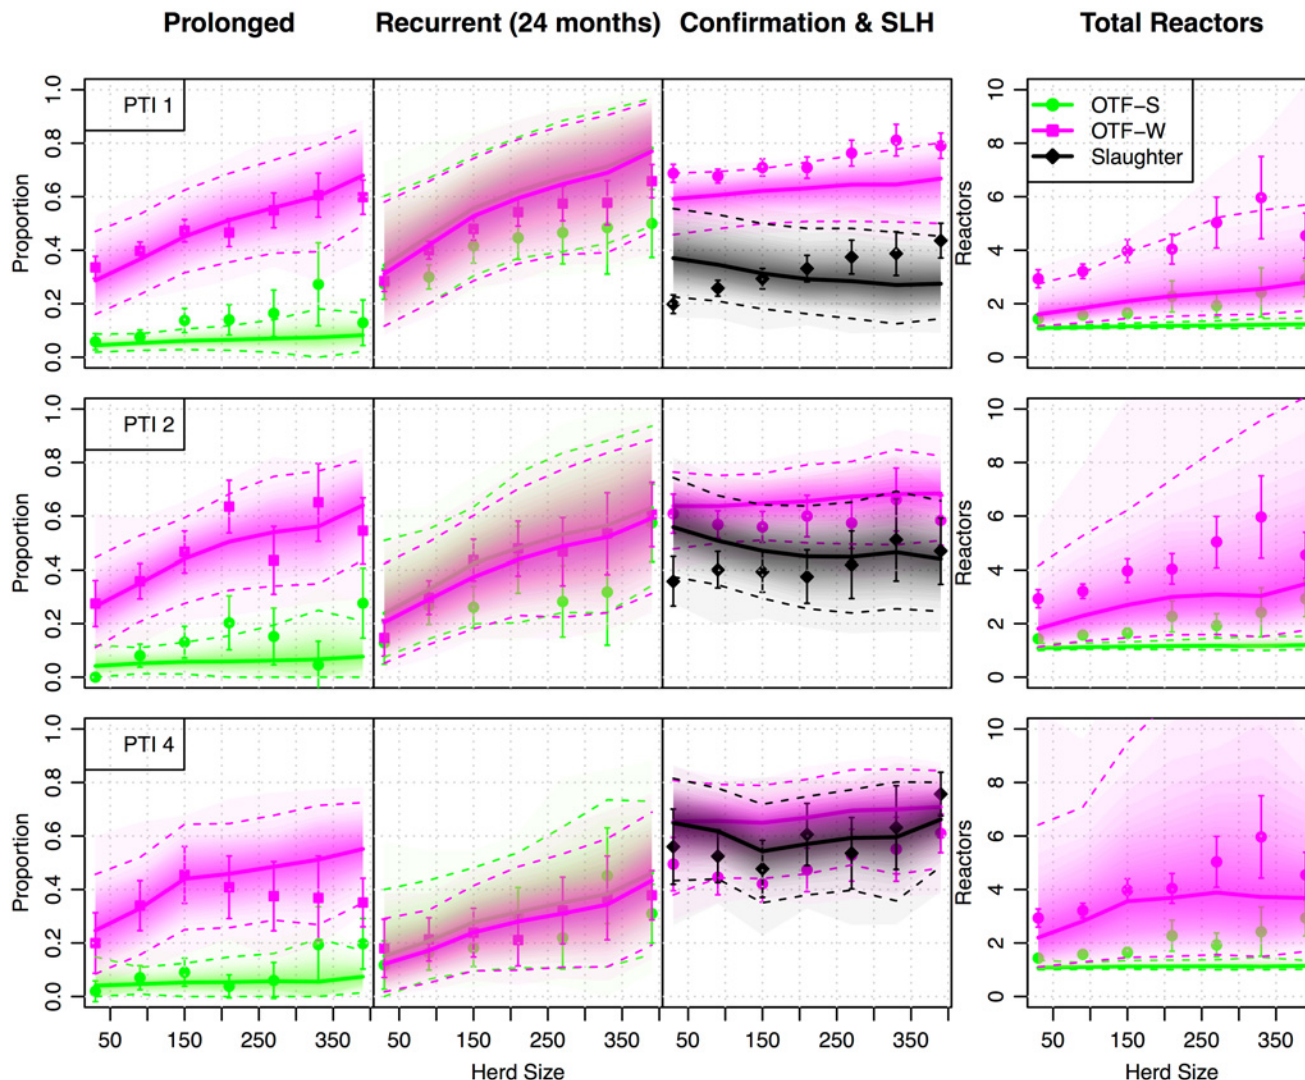 Prolonged Recurrent (24 months) Confirmation & SLH Total Reactors
PTI 1
OTF-S
OTF-W
Slaughter
Proportion
0.0 0.2 0.4 0.6 0.8 1.0
Reactors
0 2 4 6 8 10
PTI 2
Proportion
0.0 0.2 0.4 0.6 0.8 1.0
Reactors
0 2 4 6 8 10
PTI 4
Proportion
0.0 0.2 0.4 0.6 0.8 1.0
Reactors
0 2 4 6 8 10
50 150 250 350 50 150 250 350 50 150 250 350 50 150 250 350
Herd Size Herd Size